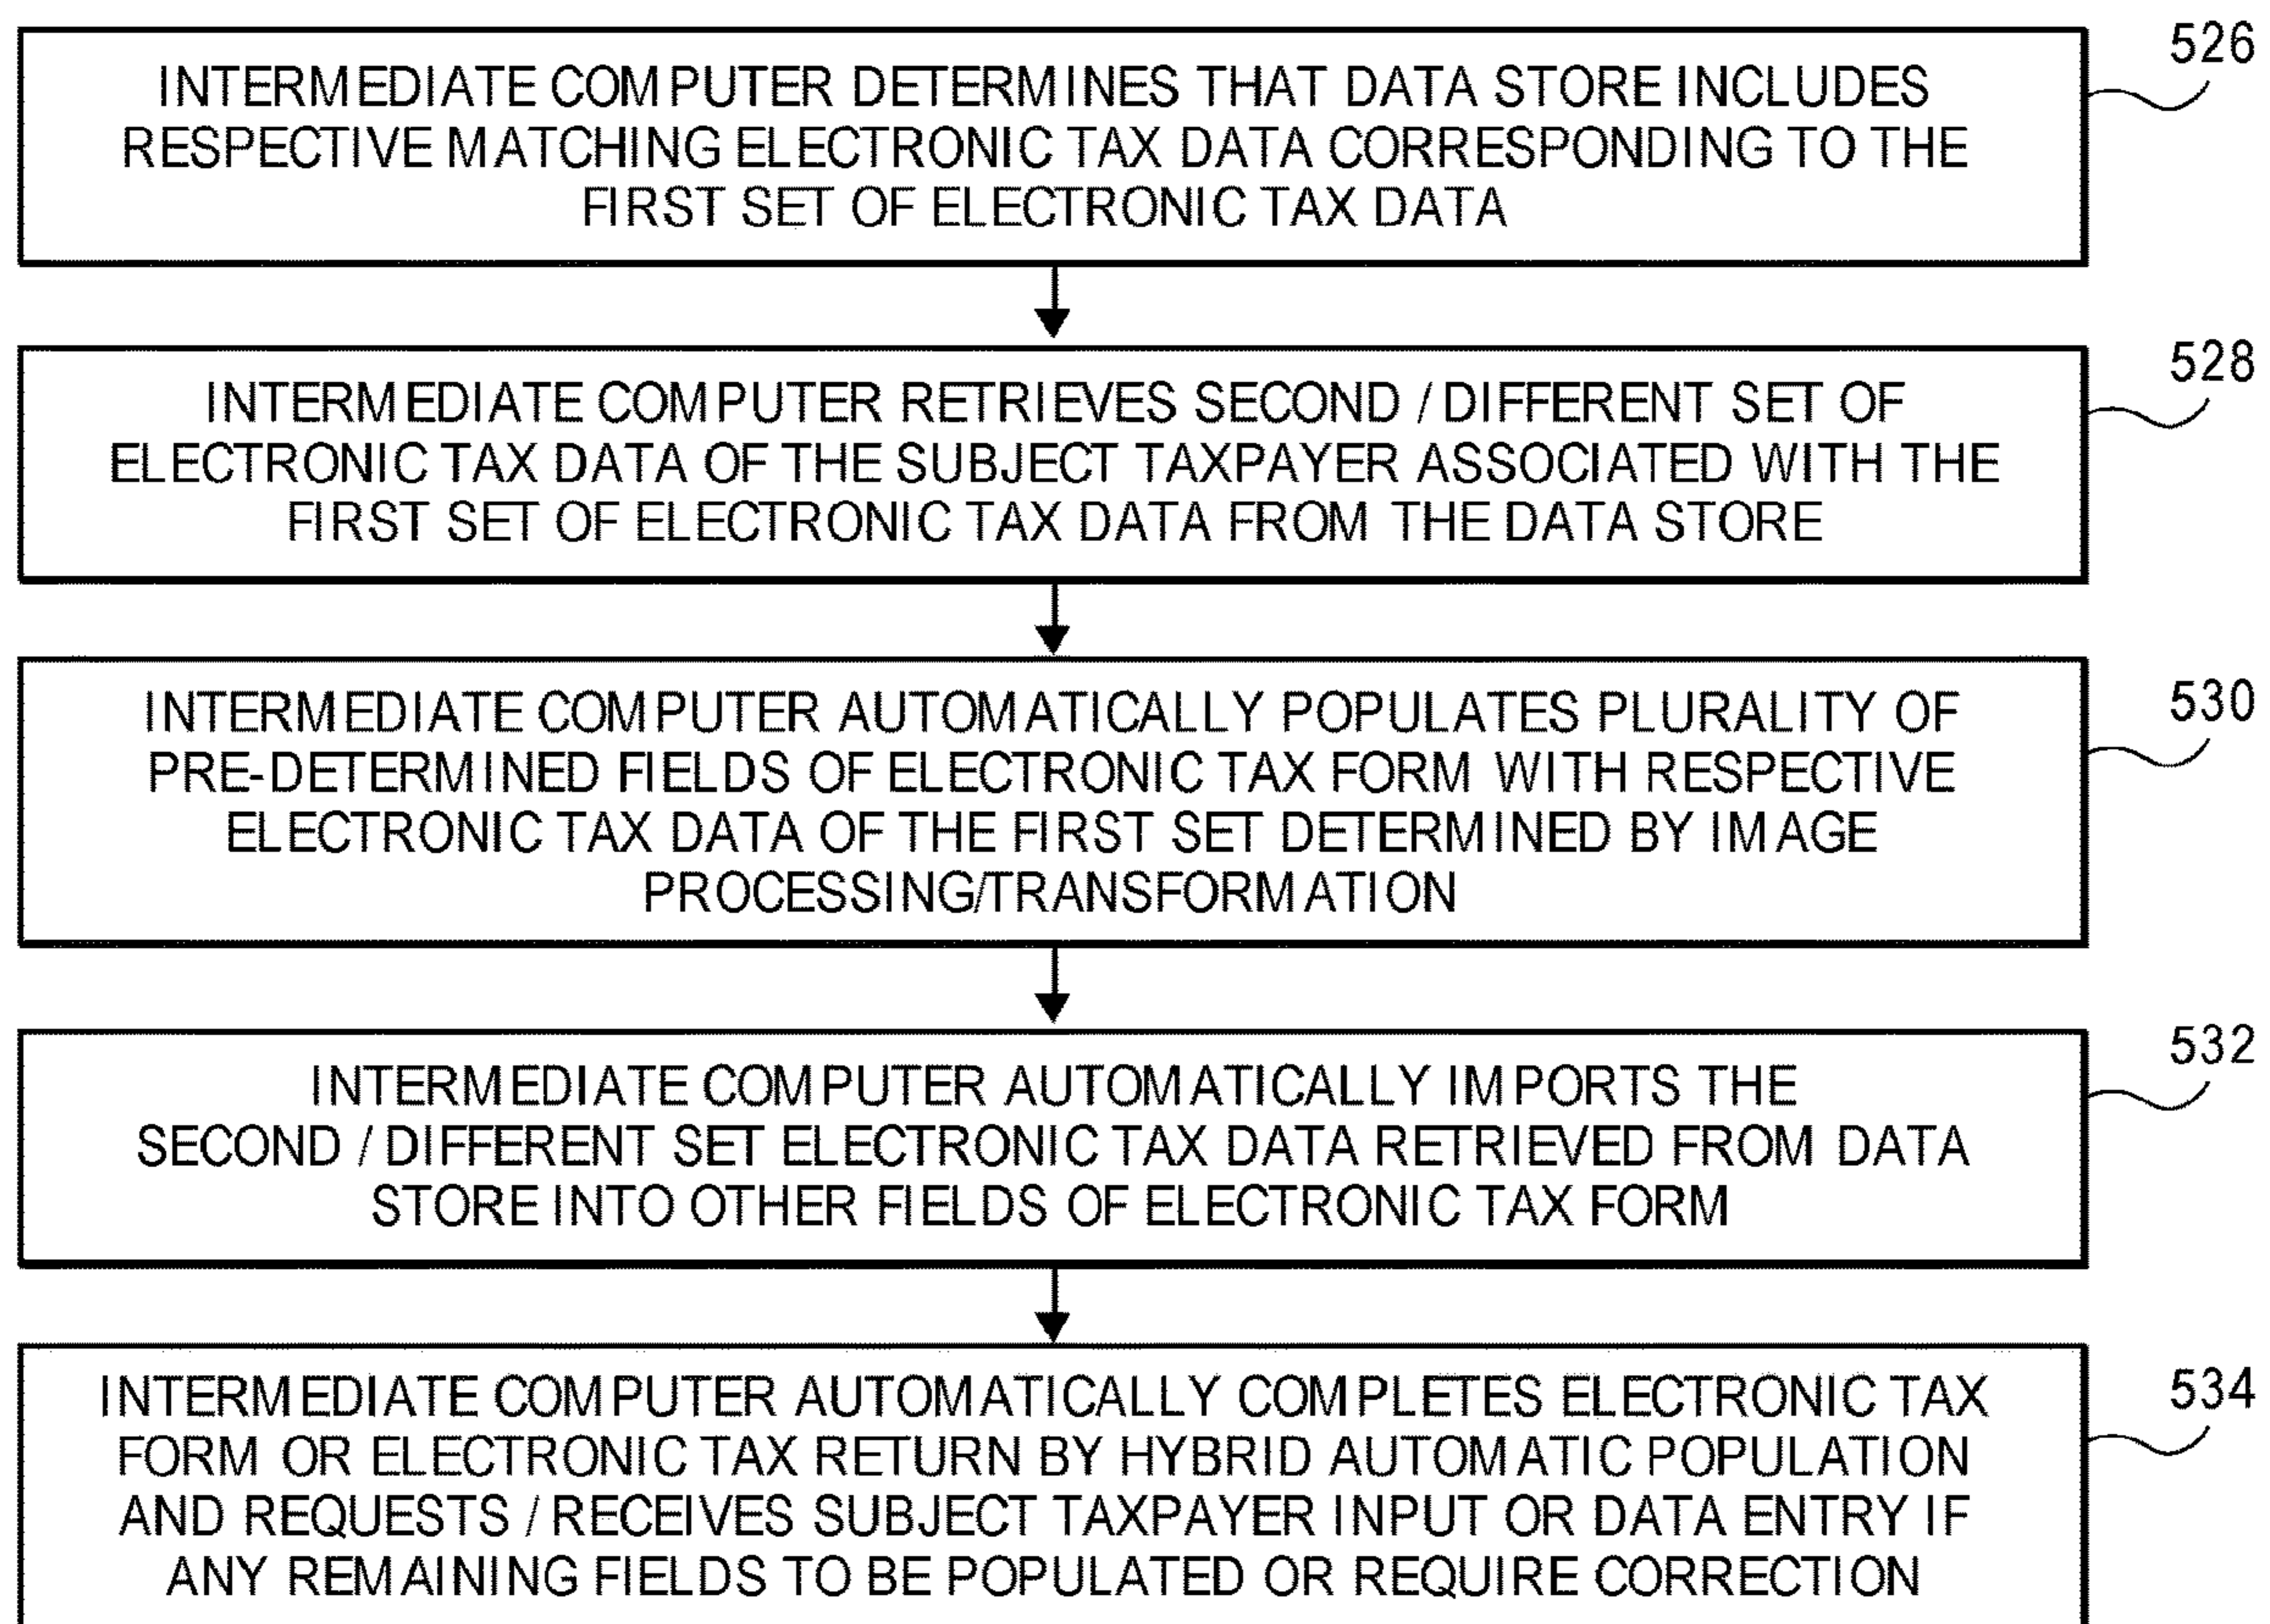 526
INTERMEDIATE COMPUTER DETERMINES THAT DATA STORE INCLUDES
RESPECTIVE MATCHING ELECTRONIC TAX DATA CORRESPONDING TO THE
FIRST SET OF ELECTRONIC TAX DATA
528
INTERMEDIATE COMPUTER RETRIEVES SECOND / DIFFERENT SET OF
ELECTRONIC TAX DATA OF THE SUBJECT TAXPAYER ASSOCIATED WITH THE
FIRST SET OF ELECTRONIC TAX DATA FROM THE DATA STORE
530
INTERMEDIATE COMPUTER AUTOMATICALLY POPULATES PLURALITY OF
PRE-DETERMINED FIELDS OF ELECTRONIC TAX FORM WITH RESPECTIVE
ELECTRONIC TAX DATA OF THE FIRST SET DETERMINED BY IMAGE
PROCESSING/TRANSFORMATION
532
INTERMEDIATE COMPUTER AUTOMATICALLY IMPORTS THE
SECOND / DIFFERENT SET ELECTRONIC TAX DATA RETRIEVED FROM DATA
STORE INTO OTHER FIELDS OF ELECTRONIC TAX FORM
534
INTERMEDIATE COMPUTER AUTOMATICALLY COMPLETES ELECTRONIC TAX
FORM OR ELECTRONIC TAX RETURN BY HYBRID AUTOMATIC POPULATION
AND REQUESTS / RECEIVES SUBJECT TAXPAYER INPUT OR DATA ENTRY IF
ANY REMAINING FIELDS TO BE POPULATED OR REQUIRE CORRECTION